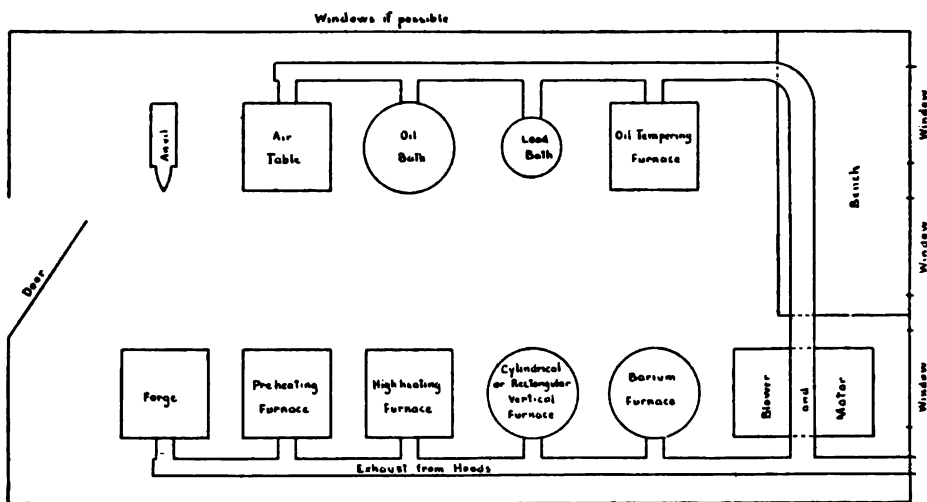 Windows if possible
Anvil
Air
Table
Oil
Bath
Lead
Bath
Oil Tempering
Furnace
Bench
Window
Window
Window
Door
Forge
Preheating
Furnace
High heating
Furnace
Cylindrical
or Rectangular
Vertical
Furnace
Barium
Furnace
Blower
and
Motor
Exhaust from Hoods